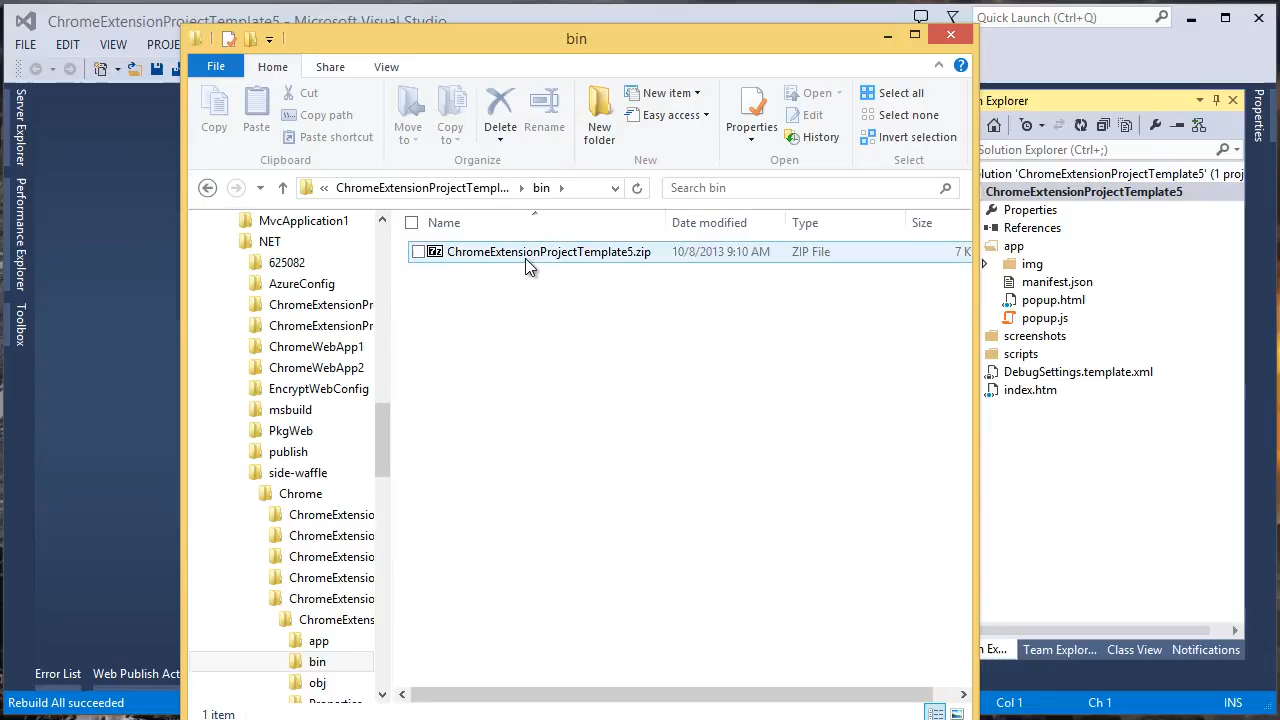 ChromeExtensionProjectTemplate5 - Microsoft Visual Studio
Quick Launch (Ctrl+Q)
FILE EDIT VIEW PROJ
bin
File Home Share View
Copy
Paste
Cut
Copy path
Paste shortcut
Clipboard
Move to
Copy to
Delete
Rename
Organize
New folder
New item
Easy access
New
Properties
Open
Edit
History
Open
Select all
Select none
Invert selection
Select
« ChromeExtensionProjectTempl... bin
Search bin
Name Date modified Type Size
ChromeExtensionProjectTemplate5.zip 10/8/2013 9:10 AM ZIP File 7 K
MvcApplication1
NET
625082
AzureConfig
ChromeExtensionPr
ChromeExtensionPr
ChromeWebApp1
ChromeWebApp2
EncryptWebConfig
msbuild
PkgWeb
publish
side-waffle
Chrome
ChromeExtensio
ChromeExtensio
ChromeExtensio
ChromeExtensio
ChromeExtensio
ChromeExtens
app
bin
obj
1 item
Server Explorer
Performance Explorer
Toolbox
Error List Web Publish Act
Rebuild All succeeded
n Explorer
Solution Explorer (Ctrl+;)
olution 'ChromeExtensionProjectTemplate5' (1 proj
ChromeExtensionProjectTemplate5
Properties
References
app
img
manifest.json
popup.html
popup.js
screenshots
scripts
DebugSettings.template.xml
index.htm
n Ex... Team Explor... Class View Notifications
Properties
Col 1 Ch 1 INS